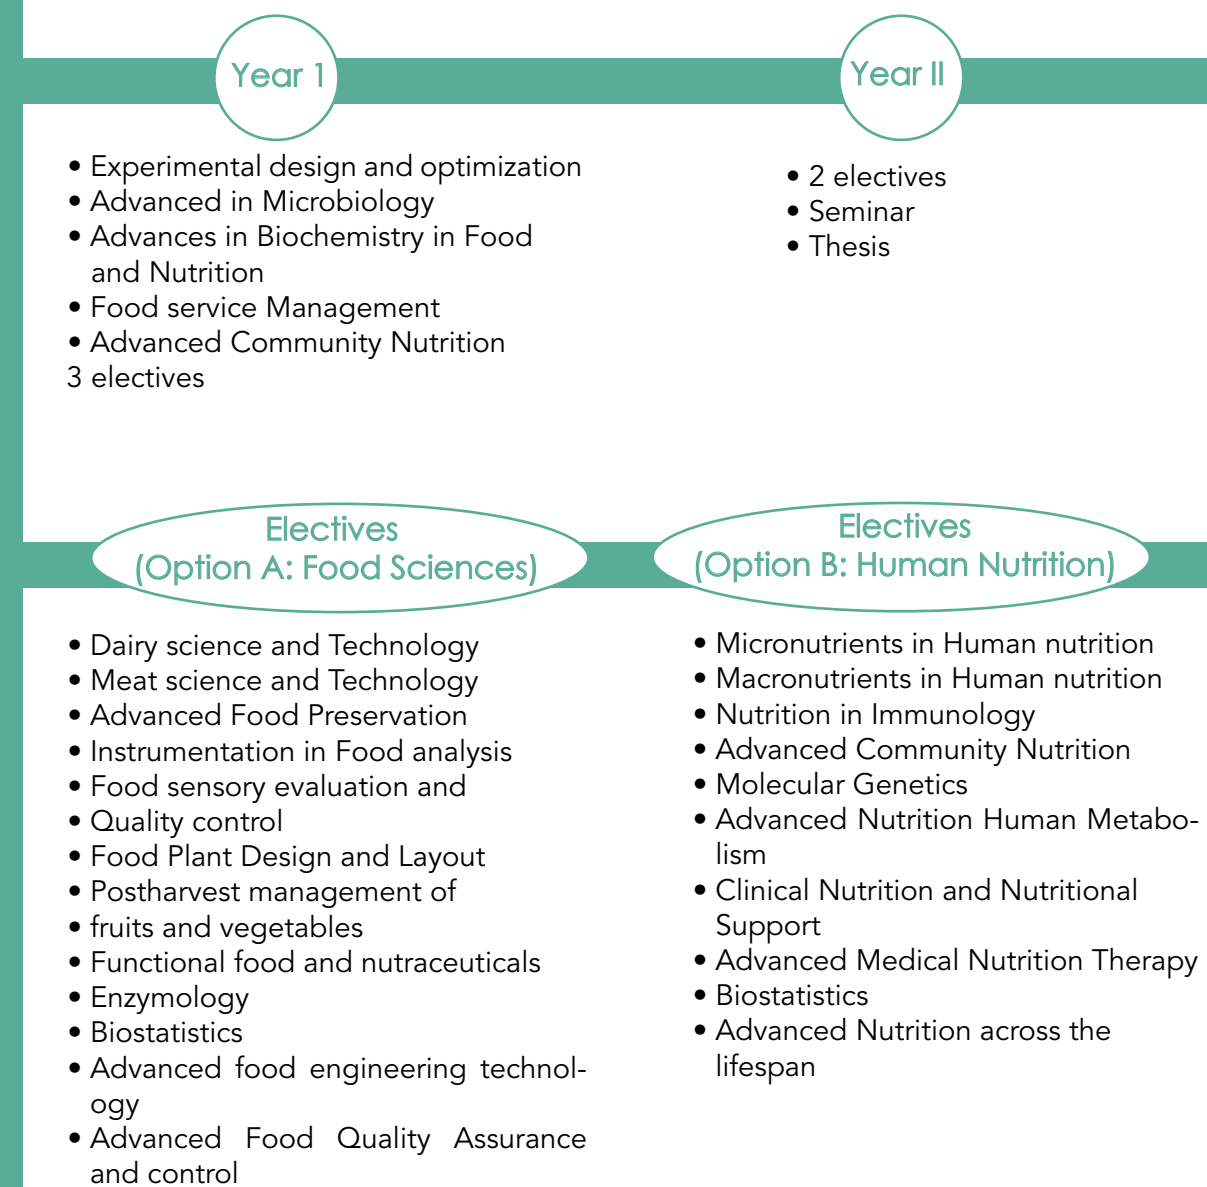 Year 1
• Experimental design and optimization
• Advanced in Microbiology
• Advances in Biochemistry in Food
and Nutrition
• Food service Management
• Advanced Community Nutrition
3 electives
Year II
• 2 electives
• Seminar
• Thesis
Electives
(Option A: Food Sciences)
• Dairy science and Technology
• Meat science and Technology
• Advanced Food Preservation
• Instrumentation in Food analysis
• Food sensory evaluation and
• Quality control
• Food Plant Design and Layout
• Postharvest management of
• fruits and vegetables
• Functional food and nutraceuticals
• Enzymology
• Biostatistics
• Advanced food engineering technol-
ogy
• Advanced Food Quality Assurance
and control
Electives
(Option B: Human Nutrition)
• Micronutrients in Human nutrition
• Macronutrients in Human nutrition
• Nutrition in Immunology
• Advanced Community Nutrition
• Molecular Genetics
• Advanced Nutrition Human Metabo-
lism
• Clinical Nutrition and Nutritional
Support
• Advanced Medical Nutrition Therapy
• Biostatistics
• Advanced Nutrition across the
lifespan